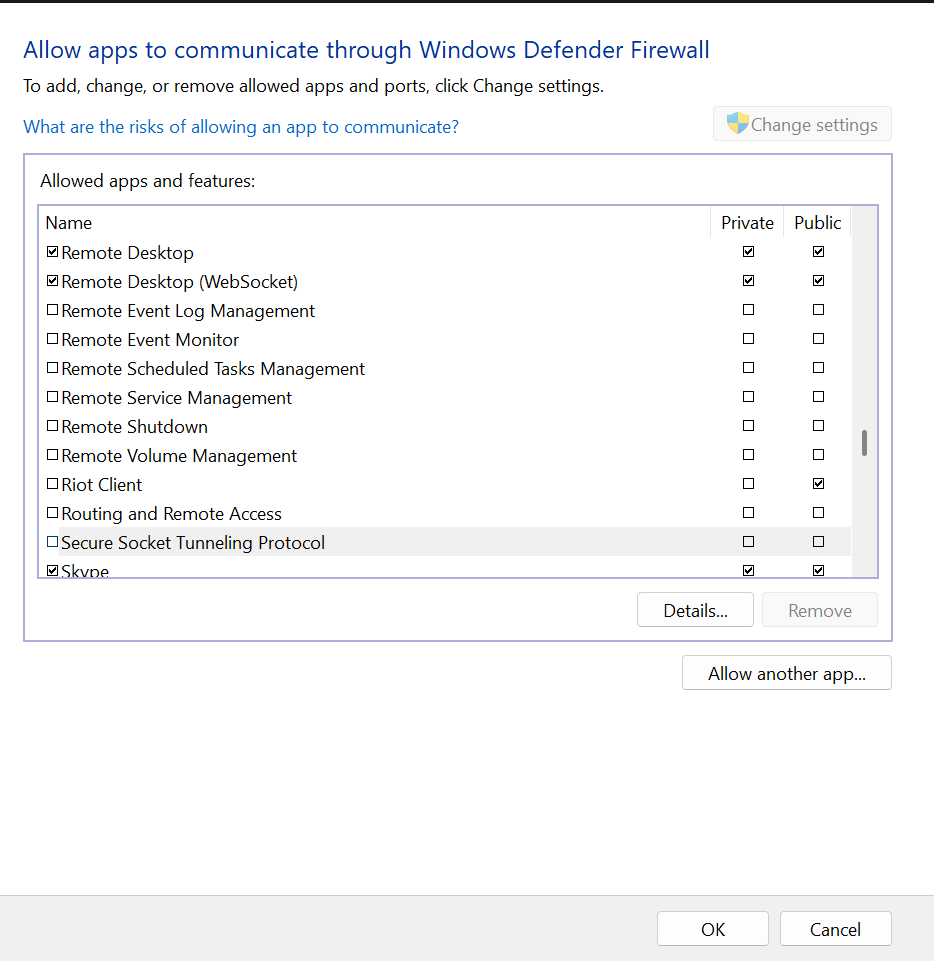 Allow apps to communicate through Windows Defender Firewall
To add, change, or remove allowed apps and ports, click Change settings.
What are the risks of allowing an app to communicate?
Change settings
Allowed apps and features:
Name Private Public
Remote Desktop
Remote Desktop (WebSocket)
Remote Event Log Management
Remote Event Monitor
Remote Scheduled Tasks Management
Remote Service Management
Remote Shutdown
Remote Volume Management
Riot Client
Routing and Remote Access
Secure Socket Tunneling Protocol
Skype
Details... Remove
Allow another app...
OK Cancel